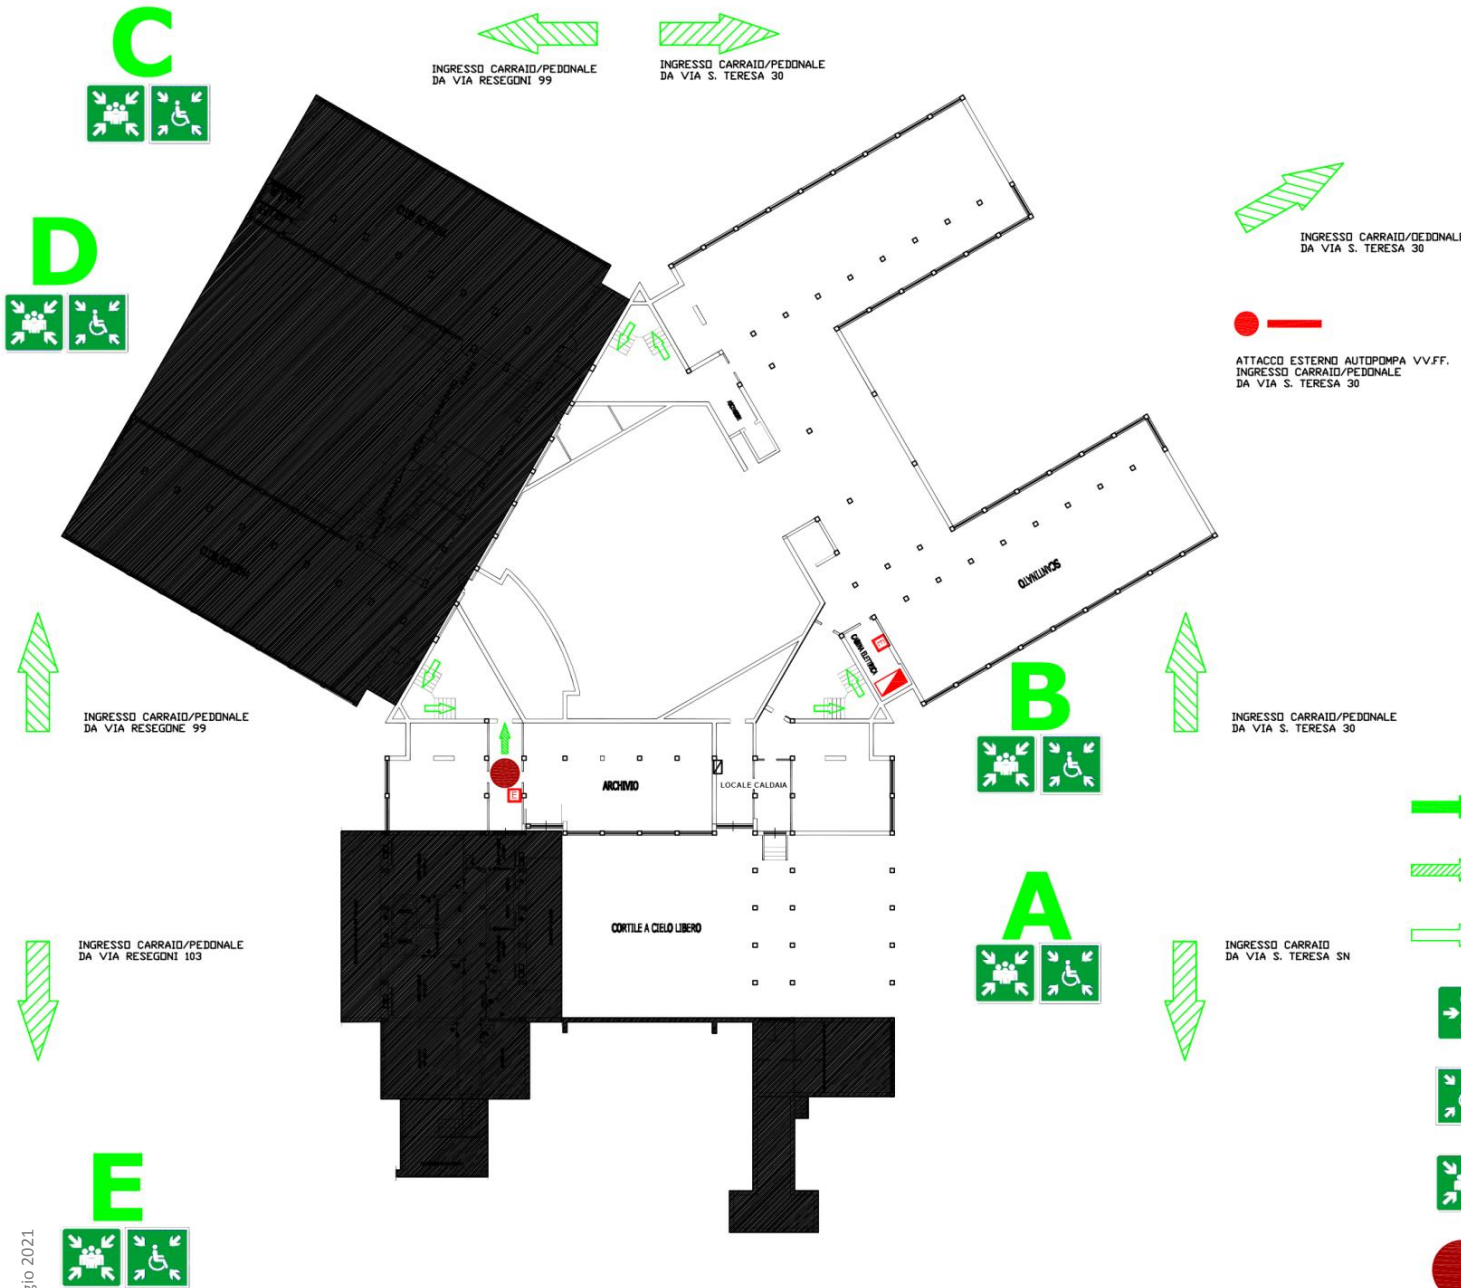 C
INGRESSO CARRAIO/PEDONALE
DA VIA RESEGONI 99
INGRESSO CARRAIO/PEDONALE
DA VIA S. TERESA 30
D
INGRESSO CARRAIO/OEDONALE
DA VIA S. TERESA 30
ATTACCO ESTERNO AUTOPOMPA VV.FF.
INGRESSO CARRAIO/PEDONALE
DA VIA S. TERESA 30
SCANTINATO
CABINA ELETTRICA
E
B
INGRESSO CARRAIO/PEDONALE
DA VIA RESEGONE 99
INGRESSO CARRAIO/PEDONALE
DA VIA S. TERESA 30
ARCHIVIO
LOCALE CALDAIA
E
A
CORTILE A CIELO LIBERO
INGRESSO CARRAIO/PEDONALE
DA VIA RESEGONI 103
INGRESSO CARRAIO
DA VIA S. TERESA SN
E
gio 2021